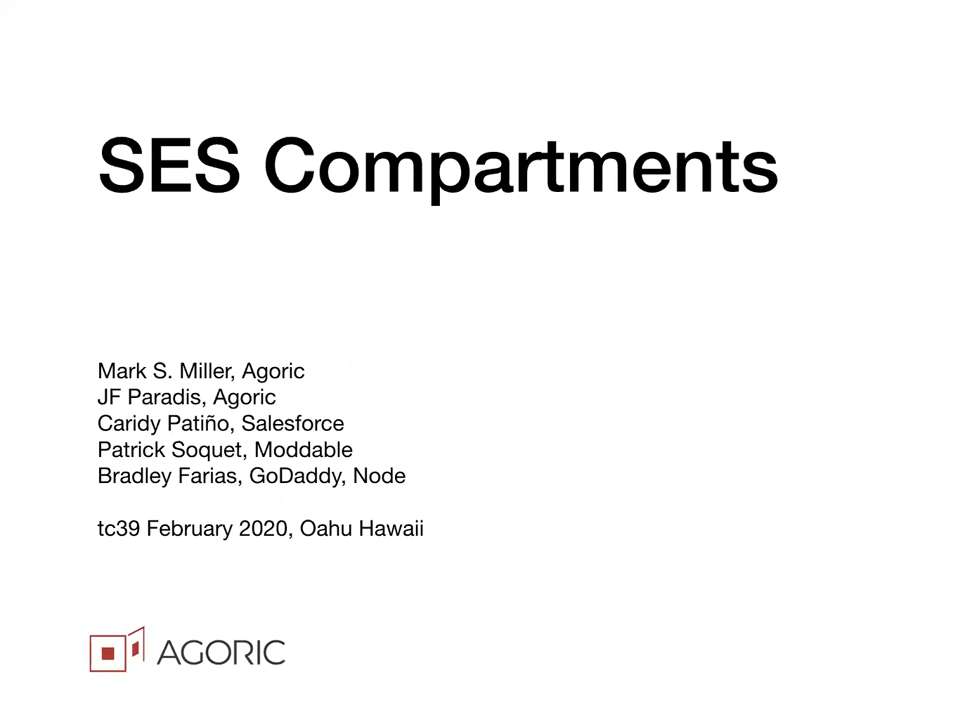 SES Compartments
Mark S. Miller, Agoric
JF Paradis, Agoric
Caridy Patiño, Salesforce
Patrick Soquet, Moddable
Bradley Farias, GoDaddy, Node
tc39 February 2020, Oahu Hawaii
AGORIC